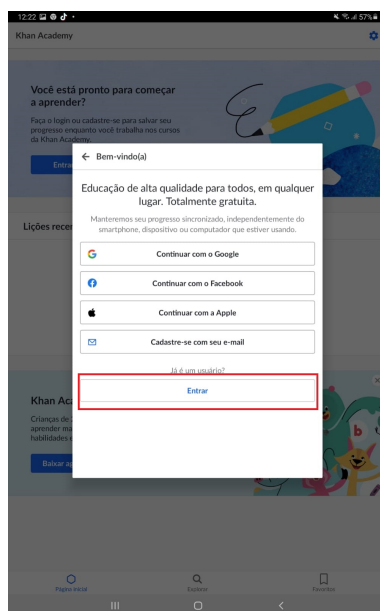 12:22
57%
Khan Academy
Você está pronto para começar
a aprender?
Faça o login ou cadastre-se para salvar seu
progresso enquanto você trabalha nos cursos
da Khan Academy.
Entra
← Bem-vindo(a)
Educação de alta qualidade para todos, em qualquer
lugar. Totalmente gratuita.
Manteremos seu progresso sincronizado, independentemente do
smartphone, dispositivo ou computador que estiver usando.
Lições recen
Continuar com o Google
Continuar com o Facebook
Continuar com a Apple
Cadastre-se com seu e-mail
Já é um usuário?
Entrar
Khan Aca
Crianças de
aprender ma
habilidades e
Baixar ap
Página inicial
Explorar
Favoritos